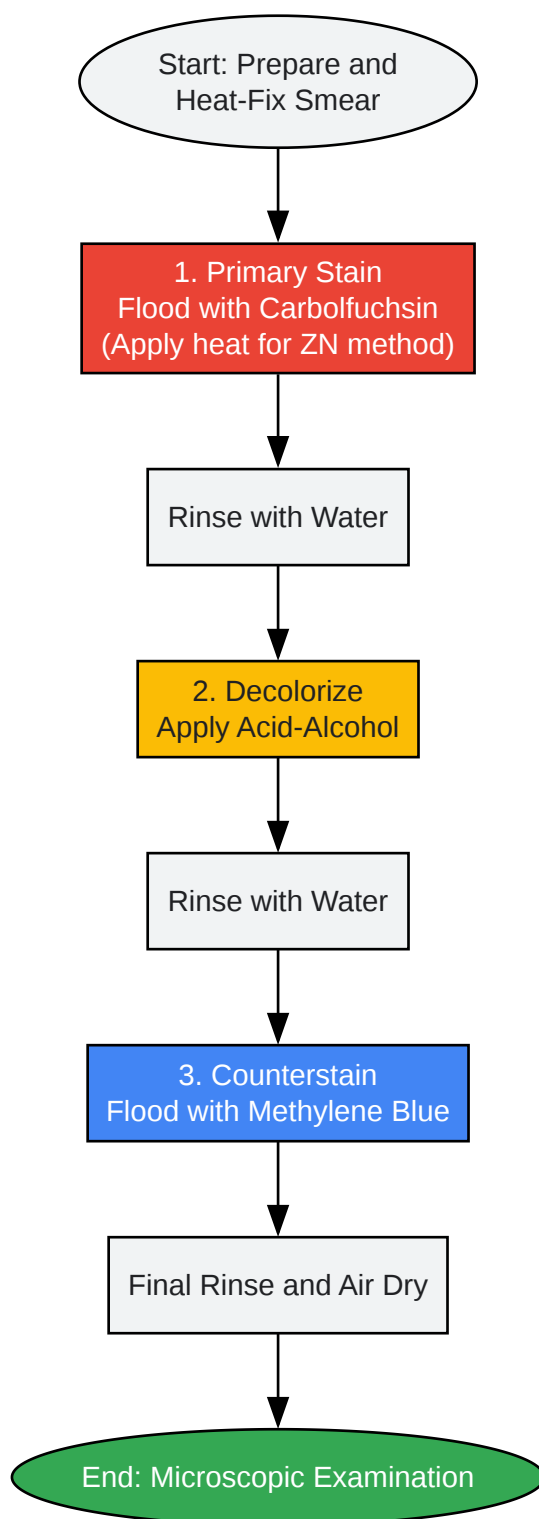 Start: Prepare and
Heat-Fix Smear
1. Primary Stain
Flood with Carbolfuchsin
(Apply heat for ZN method)
Rinse with Water
2. Decolorize
Apply Acid-Alcohol
Rinse with Water
3. Counterstain
Flood with Methylene Blue
Final Rinse and Air Dry
End: Microscopic Examination